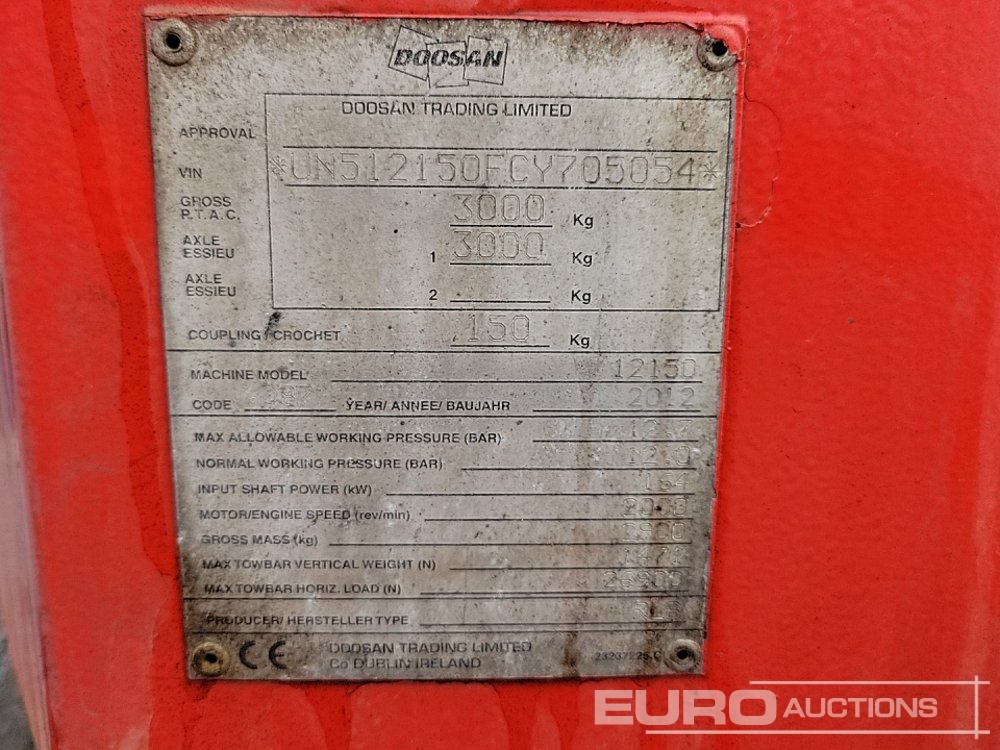 DOOSAN
DOOSAN TRADING LIMITED
APPROVAL
VIN *UN512150FCY705054*
GROSS P.T.A.C. 3000 Kg
AXLE ESSIEU 1 3000 Kg
AXLE ESSIEU 2 Kg
COUPLING/CROCHET 150 Kg
MACHINE MODEL 12150
CODE YEAR/ ANNEE/ BAUJAHR 2012
MAX ALLOWABLE WORKING PRESSURE (BAR)
NORMAL WORKING PRESSURE (BAR)
INPUT SHAFT POWER (kW) 164
MOTOR/ENGINE SPEED (rev/min)
GROSS MASS (kg)
MAX TOWBAR VERTICAL WEIGHT (N)
MAX TOWBAR HORIZ. LOAD (N)
PRODUCER/ HERSTELLER TYPE
CE DOOSAN TRADING LIMITED
Co DUBLIN IRELAND
EURO AUCTIONS